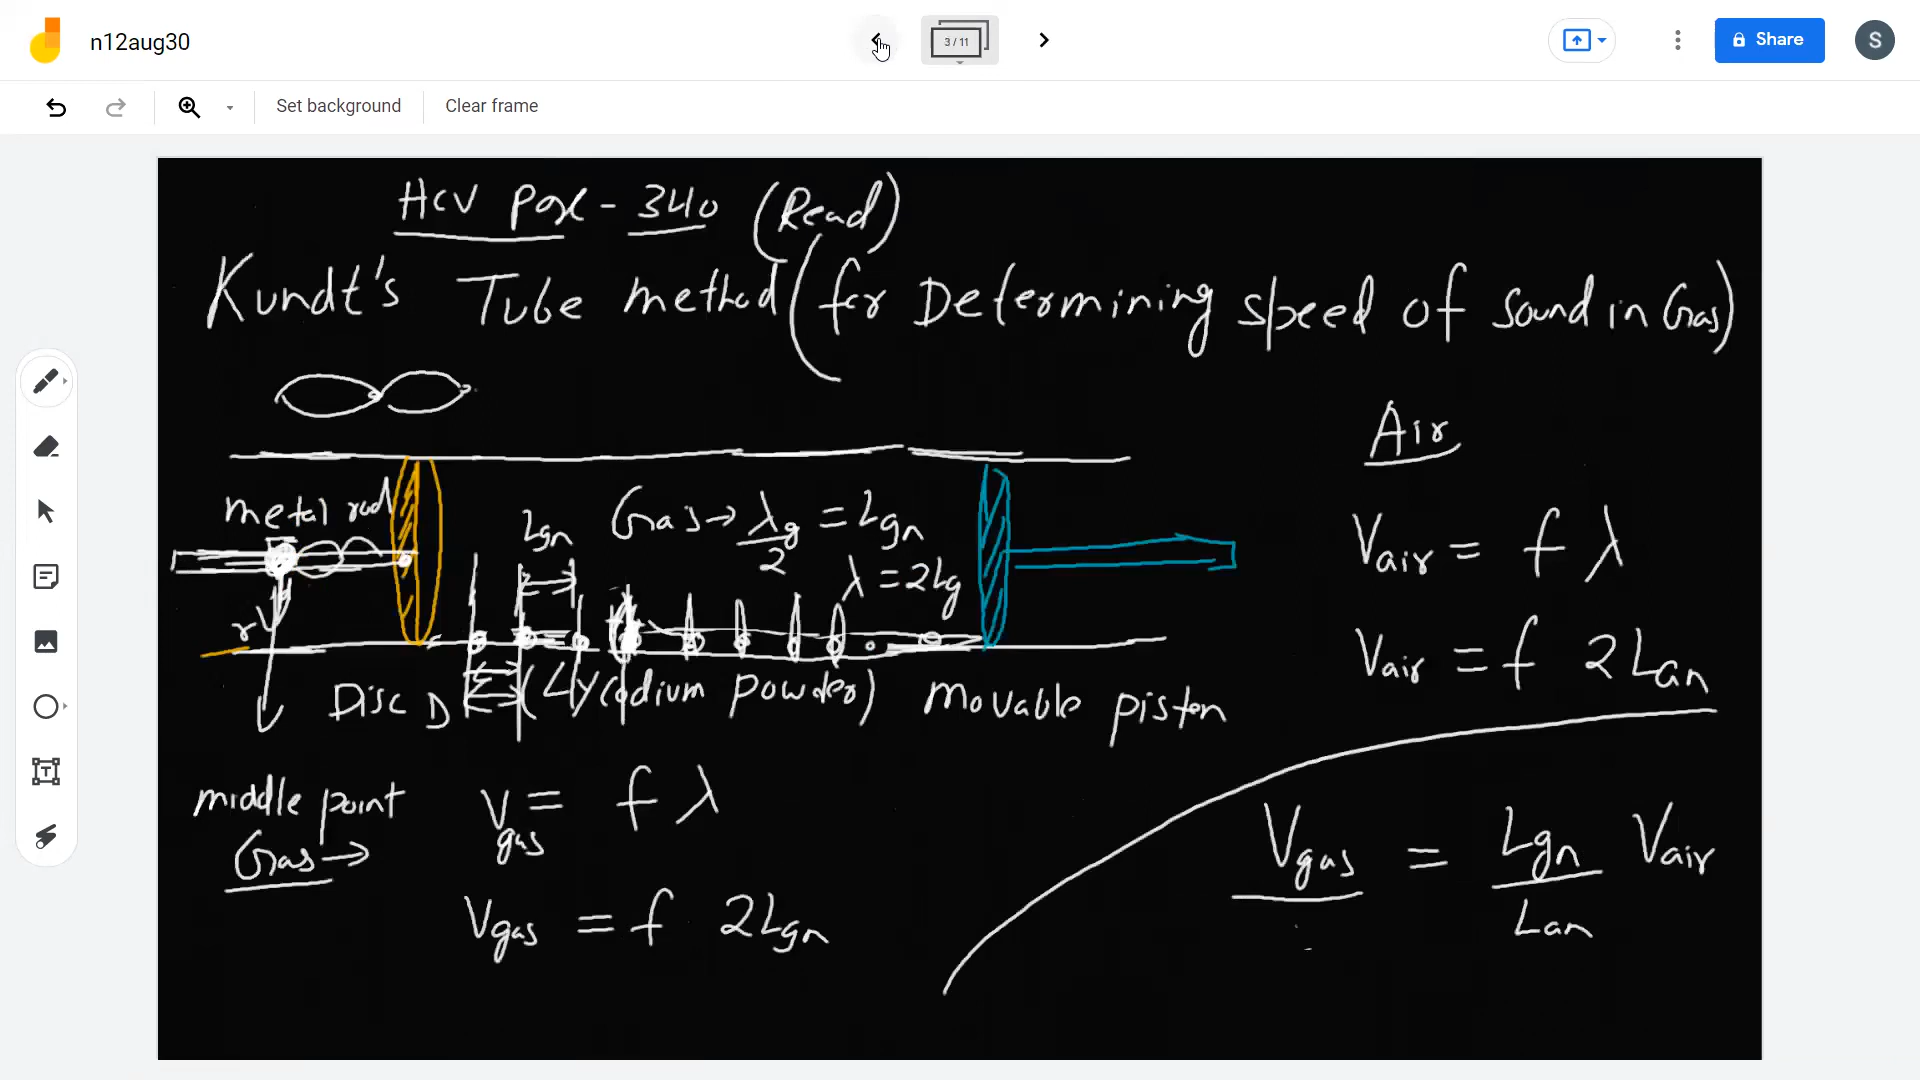 n12aug30
3 / 11
Share
S
Set background
Clear frame
HCV Page - 340 (Read)
Kundt's Tube method (for Determining speed of sound in Gas)
Air
metal rod
Lgn
Gas → λg/2 = Lgn
λ = 2Lg
Vair = f λ
Vair = f 2Lan
Disc D
(Lycodium powder)
Movable piston
middle point
Gas →
Vgas = f λ
Vgas = f 2Lgn
Vgas = Lgn/Lan Vair